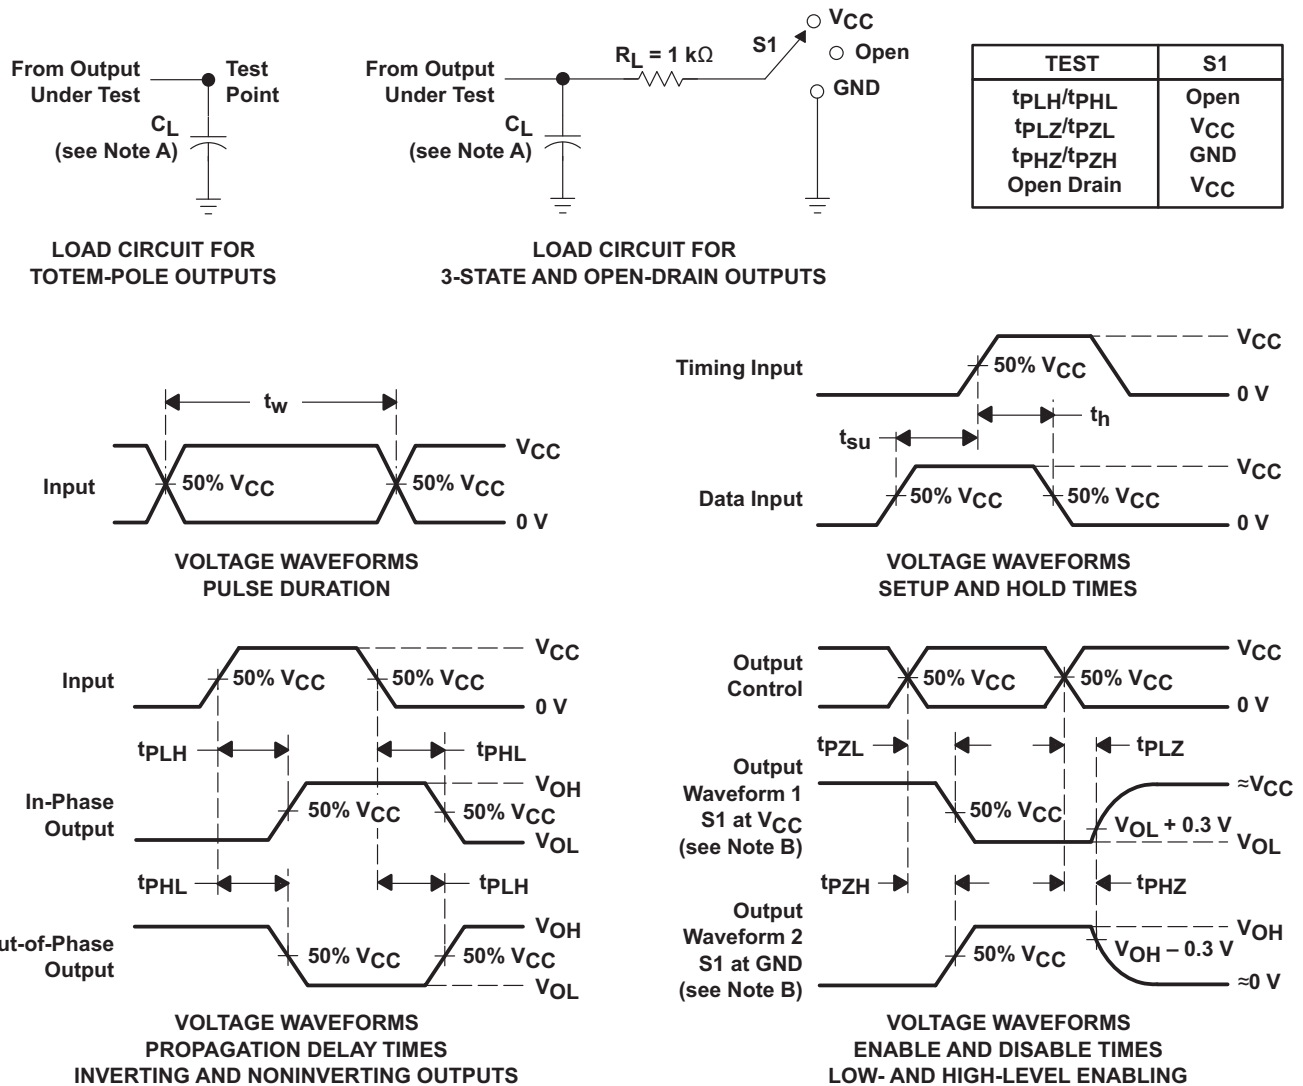 From Output
Under Test
Test
Point
CL
(see Note A)
LOAD CIRCUIT FOR
TOTEM-POLE OUTPUTS
From Output
Under Test
CL
(see Note A)
RL = 1 kΩ
S1
VCC
Open
GND
LOAD CIRCUIT FOR
3-STATE AND OPEN-DRAIN OUTPUTS
TEST S1
tPLH/tPHL Open
tPLZ/tPZL VCC
tPHZ/tPZH GND
Open Drain VCC
tw
Input
50% VCC
50% VCC
VCC
0 V
VOLTAGE WAVEFORMS
PULSE DURATION
Timing Input
50% VCC
VCC
0 V
tsu
th
Data Input
50% VCC
50% VCC
VCC
0 V
VOLTAGE WAVEFORMS
SETUP AND HOLD TIMES
Input
50% VCC
50% VCC
VCC
0 V
tPLH
tPHL
In-Phase
Output
50% VCC
50% VCC
VOH
VOL
tPHL
tPLH
ut-of-Phase
Output
50% VCC
50% VCC
VOH
VOL
VOLTAGE WAVEFORMS
PROPAGATION DELAY TIMES
INVERTING AND NONINVERTING OUTPUTS
Output
Control
50% VCC
50% VCC
VCC
0 V
tPZL
tPLZ
Output
Waveform 1
S1 at VCC
(see Note B)
50% VCC
VOL + 0.3 V
≈VCC
VOL
tPZH
tPHZ
Output
Waveform 2
S1 at GND
(see Note B)
50% VCC
VOH − 0.3 V
VOH
≈0 V
VOLTAGE WAVEFORMS
ENABLE AND DISABLE TIMES
LOW- AND HIGH-LEVEL ENABLING